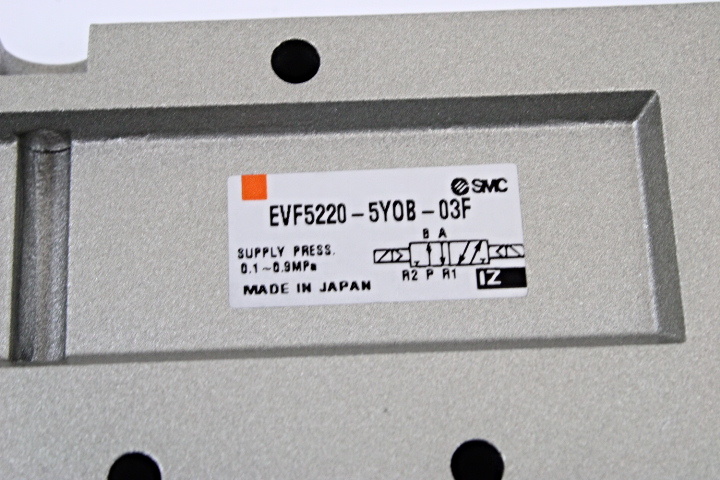 SMC
EVF5220-5YOB-03F
SUPPLY PRESS.
0.1~0.9MPa
MADE IN JAPAN
B A
R2 P R1
IZ